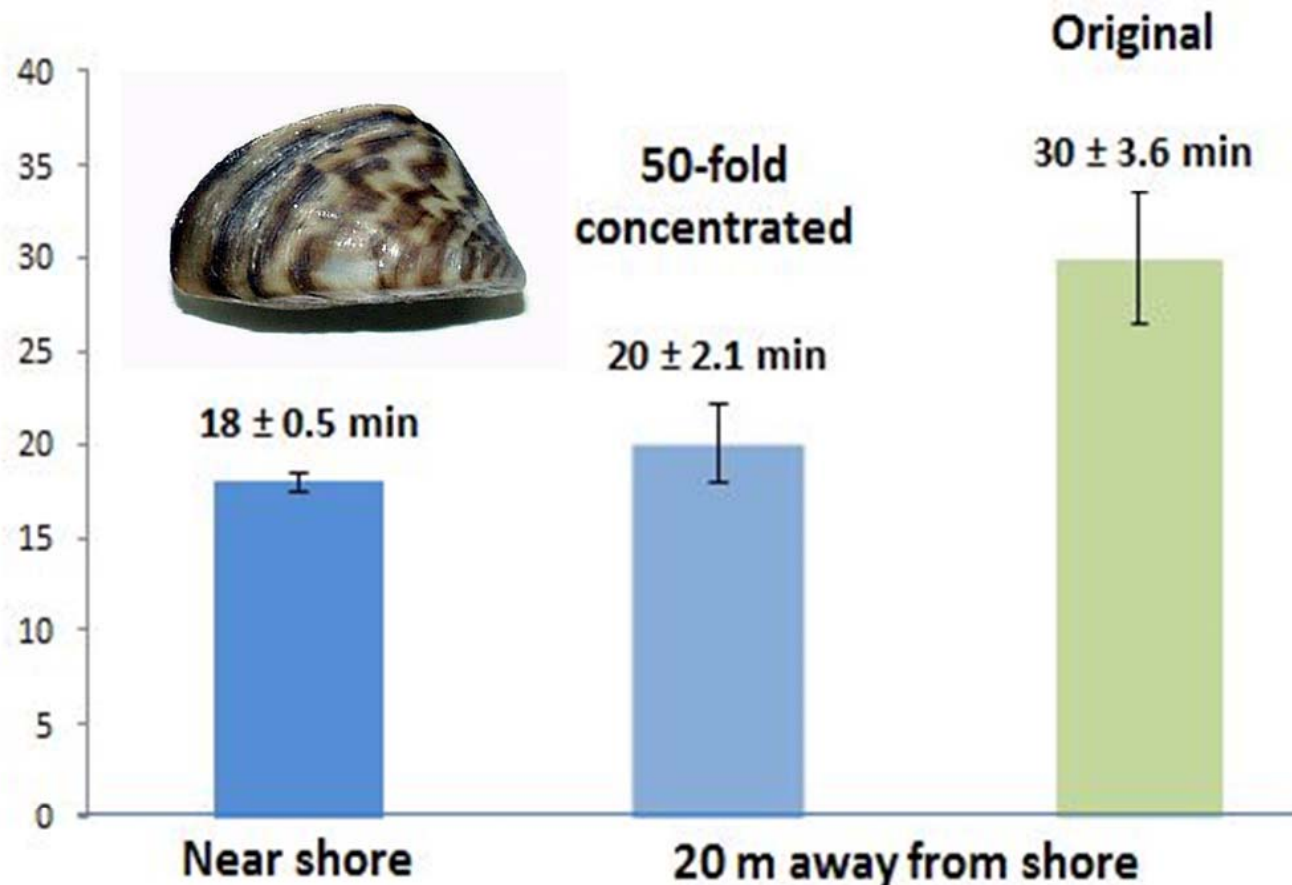 Original
40
35
30
25
20
15
10
5
0
50-fold
concentrated
30 ± 3.6 min
20 ± 2.1 min
18 ± 0.5 min
Near shore
20 m away from shore